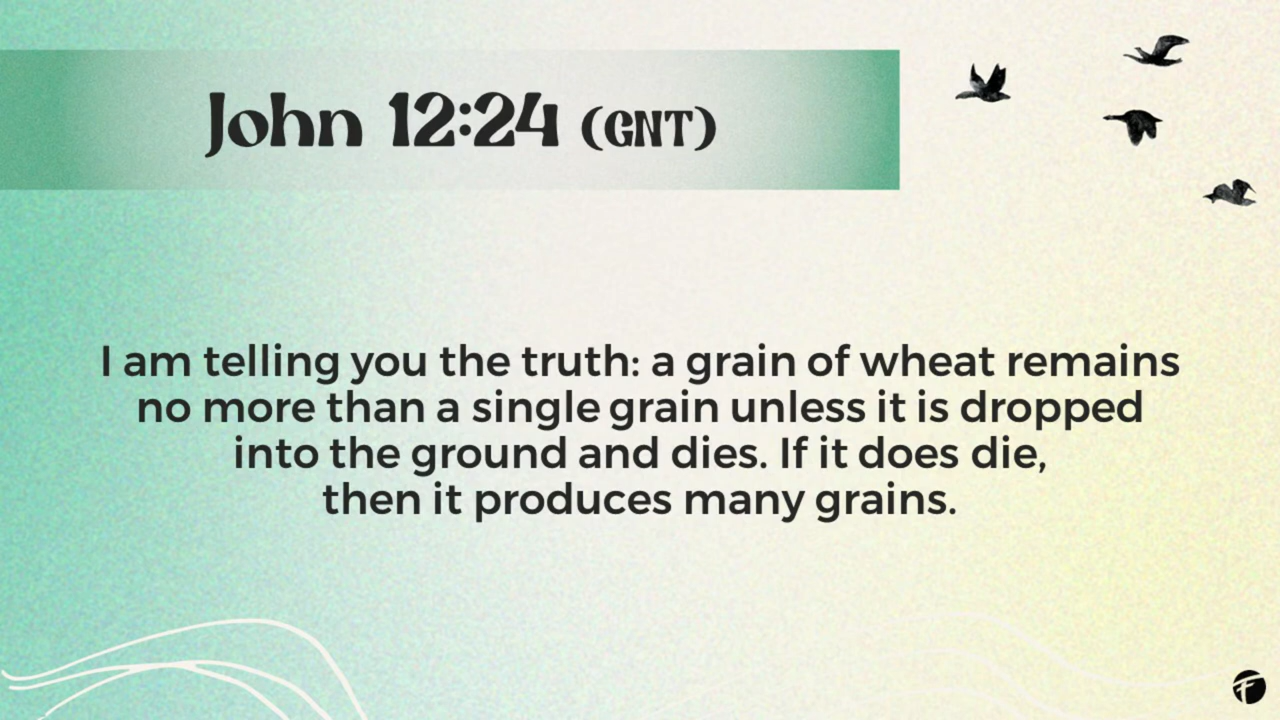 John 12:24 (GNT)
I am telling you the truth: a grain of wheat remains
no more than a single grain unless it is dropped
into the ground and dies. If it does die,
then it produces many grains.